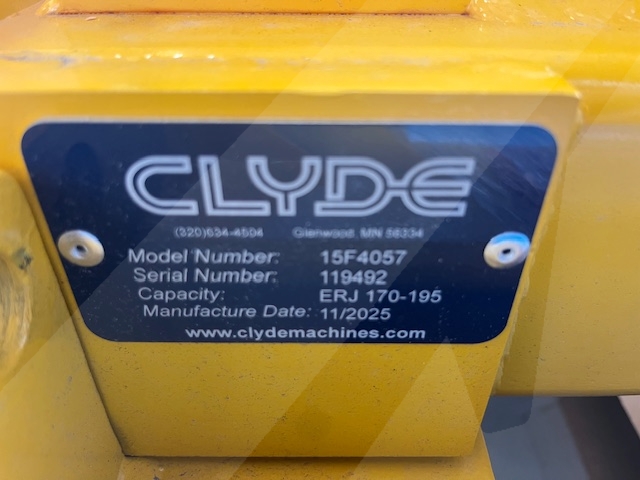 CLYDE
(320)634-4504 Glenwood, MN 56334
Model Number: 15F4057
Serial Number: 119492
Capacity: ERJ 170-195
Manufacture Date: 11/2025
www.clydemachines.com